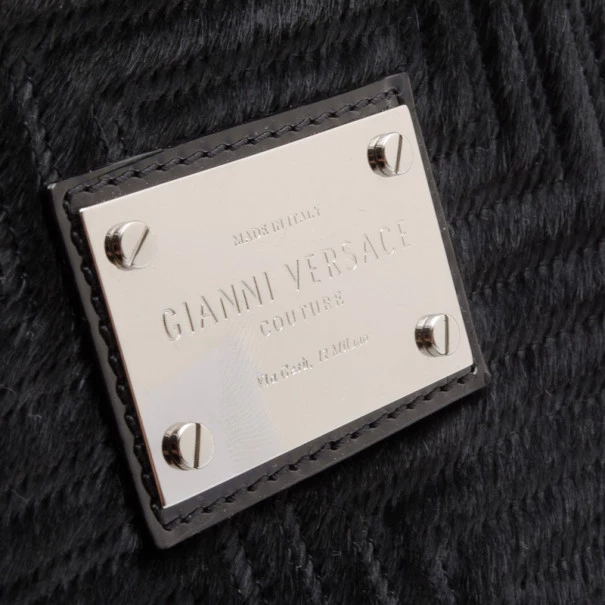 MADE IN ITALY
GIANNI VERSACE
COUTURE
Via Gesù, 12 Milano